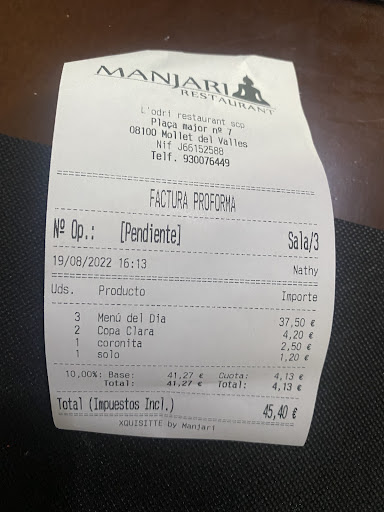 MANJARI
RESTAURANT
L'odri restaurant scp
Plaça major nº 7
08100 Mollet del Valles
Nif J66152588
Telf. 930076449
FACTURA PROFORMA
Nº Op.: [Pendiente] Sala/3
19/08/2022 16:13 Nathy
Uds. Producto Importe
3 Menú del Dia 37,50 €
2 Copa Clara 4,20 €
1 coronita 2,50 €
1 solo 1,20 €
10,00%: Base: 41,27 € Cuota: 4,13 €
Total: 41,27 € Total: 4,13 €
Total (Impuestos Incl.) 45,40 €
XQUISITTE by Manjari